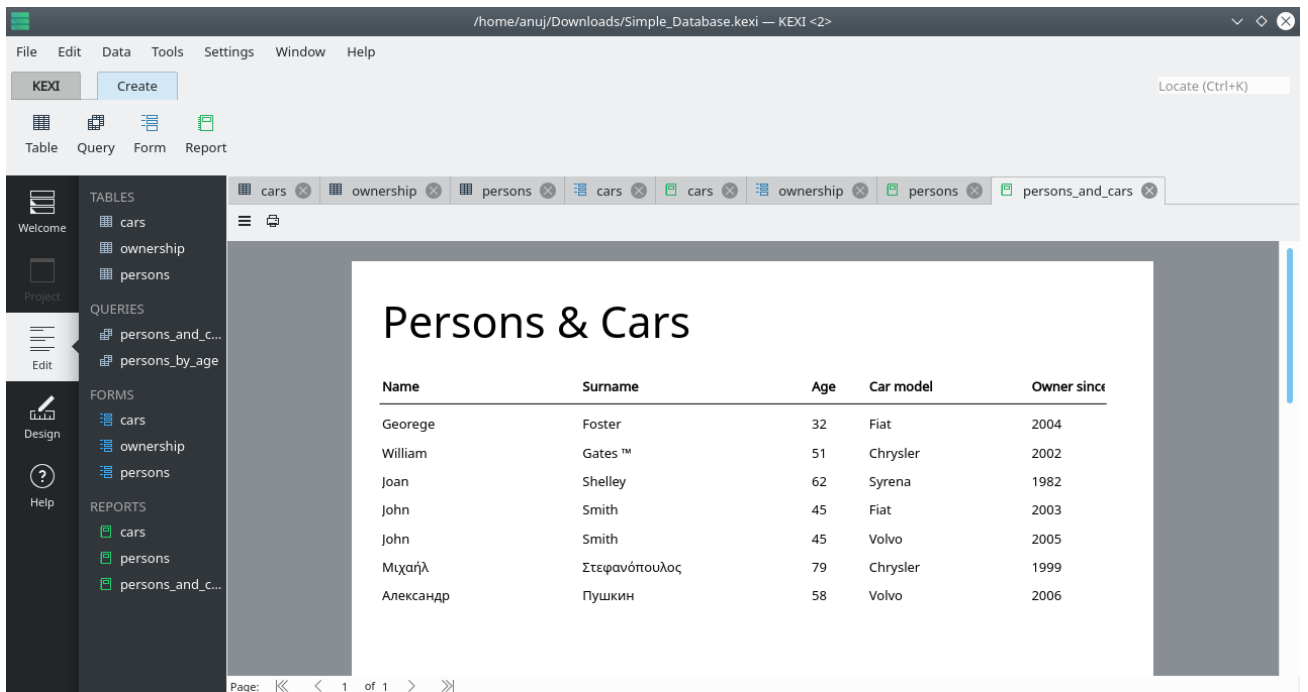 /home/anuj/Downloads/Simple_Database.kexi — KEXI <2>
File Edit Data Tools Settings Window Help
KEXI Create Locate (Ctrl+K)
Table Query Form Report
cars ownership persons cars cars ownership persons persons_and_cars
Welcome
Project
Edit
Design
Help
TABLES
cars
ownership
persons
QUERIES
persons_and_c...
persons_by_age
FORMS
cars
ownership
persons
REPORTS
cars
persons
persons_and_c...
Persons & Cars
Name Surname Age Car model Owner since
Georege Foster 32 Fiat 2004
William Gates ™ 51 Chrysler 2002
Joan Shelley 62 Syrena 1982
John Smith 45 Fiat 2003
John Smith 45 Volvo 2005
Μιχαήλ Στεφανόπουλος 79 Chrysler 1999
Александр Пушкин 58 Volvo 2006
Page: 1 of 1